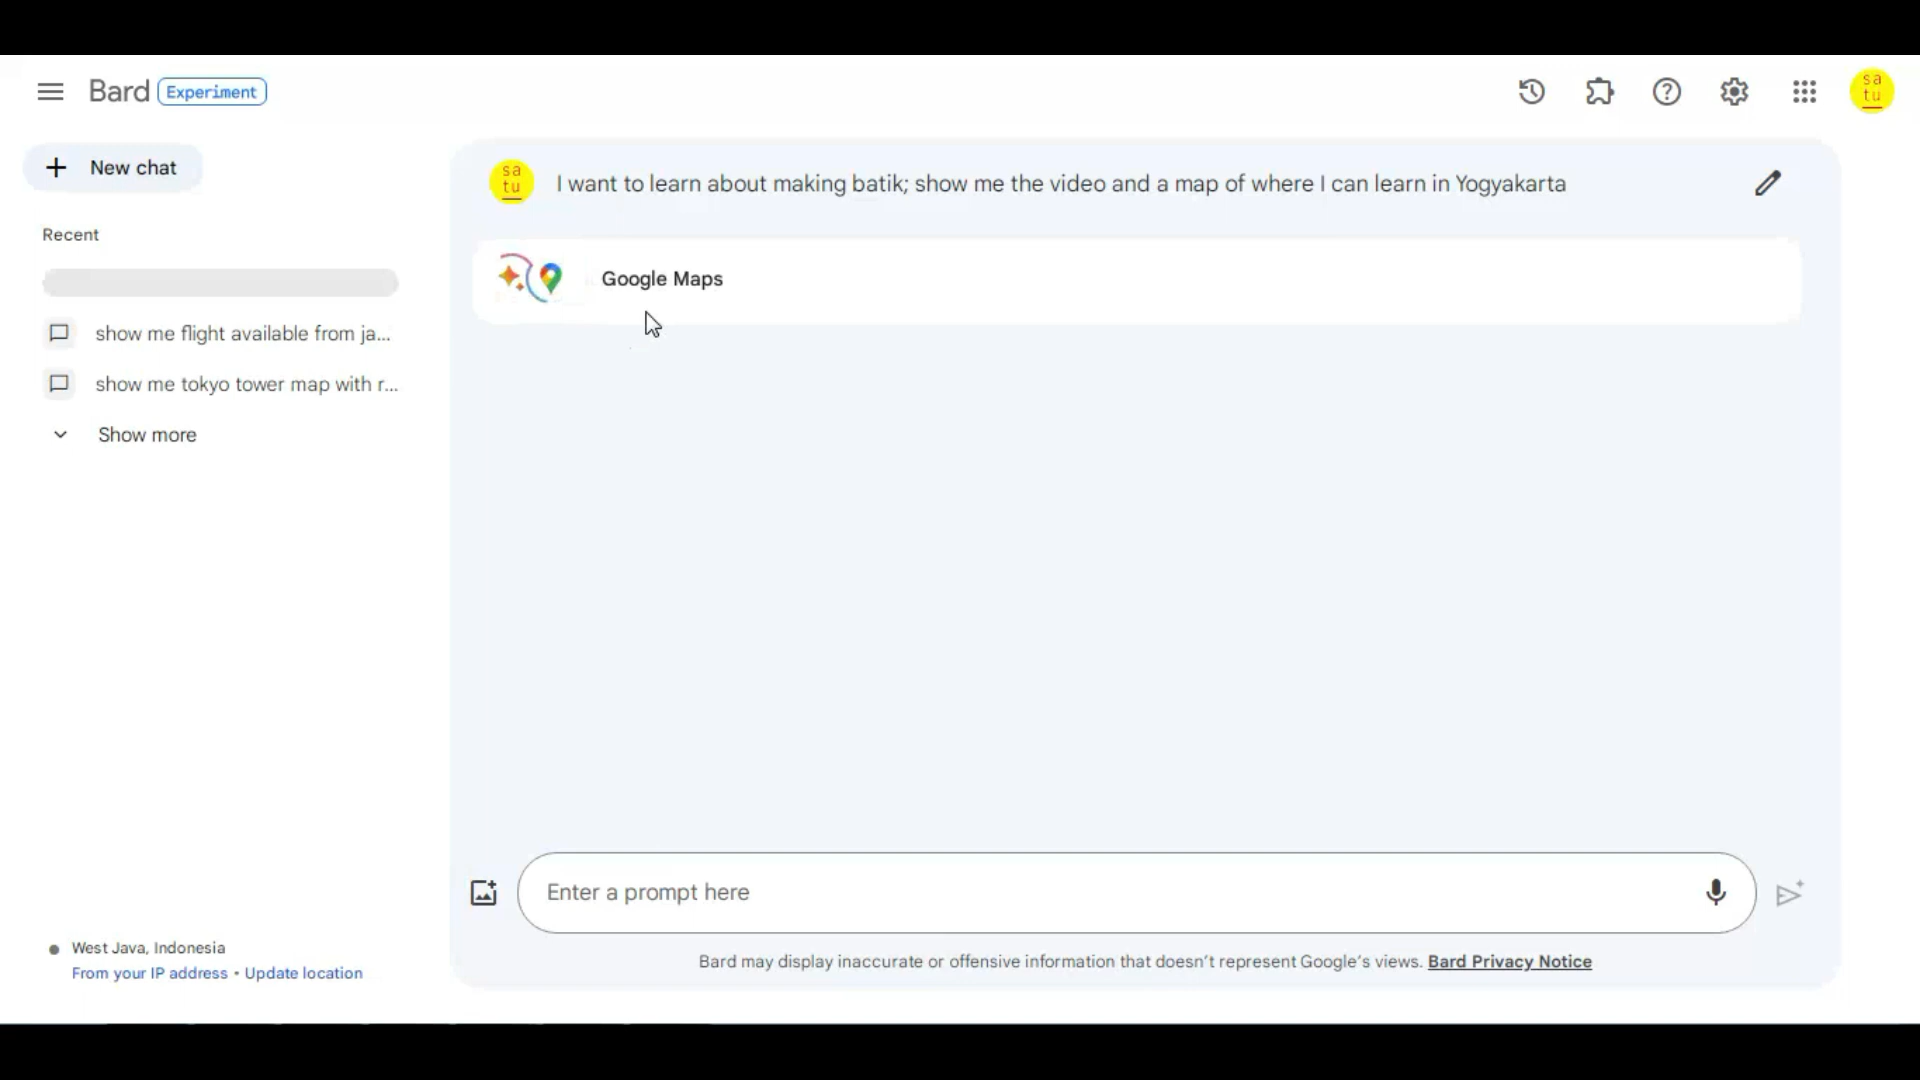 Bard Experiment
sa
tu
New chat
sa
tu
I want to learn about making batik; show me the video and a map of where I can learn in Yogyakarta
Recent
Google Maps
show me flight available from ja...
show me tokyo tower map with r...
Show more
Enter a prompt here
West Java, Indonesia
From your IP address • Update location
Bard may display inaccurate or offensive information that doesn't represent Google's views. Bard Privacy Notice